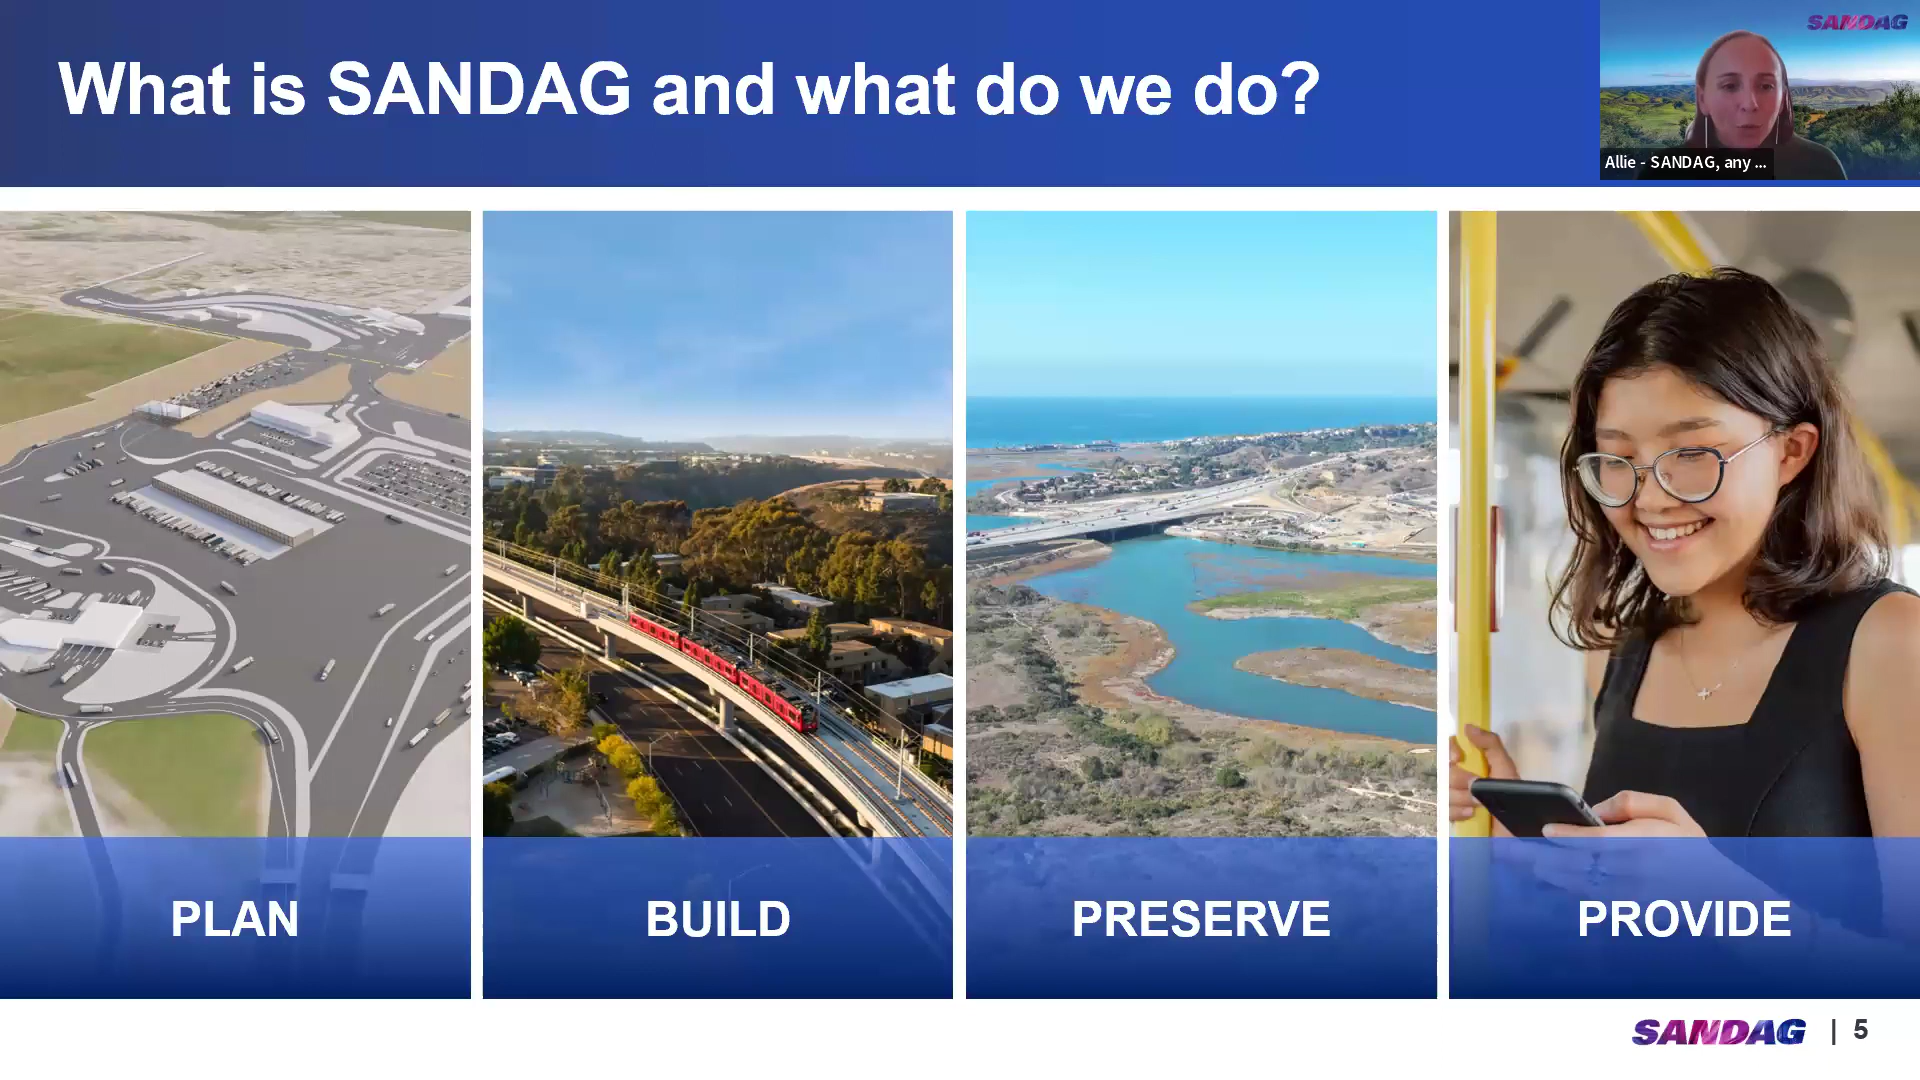 What is SANDAG and what do we do?
SANDAG
Allie - SANDAG, any ...
PLAN
BUILD
PRESERVE
PROVIDE
SANDAG | 5